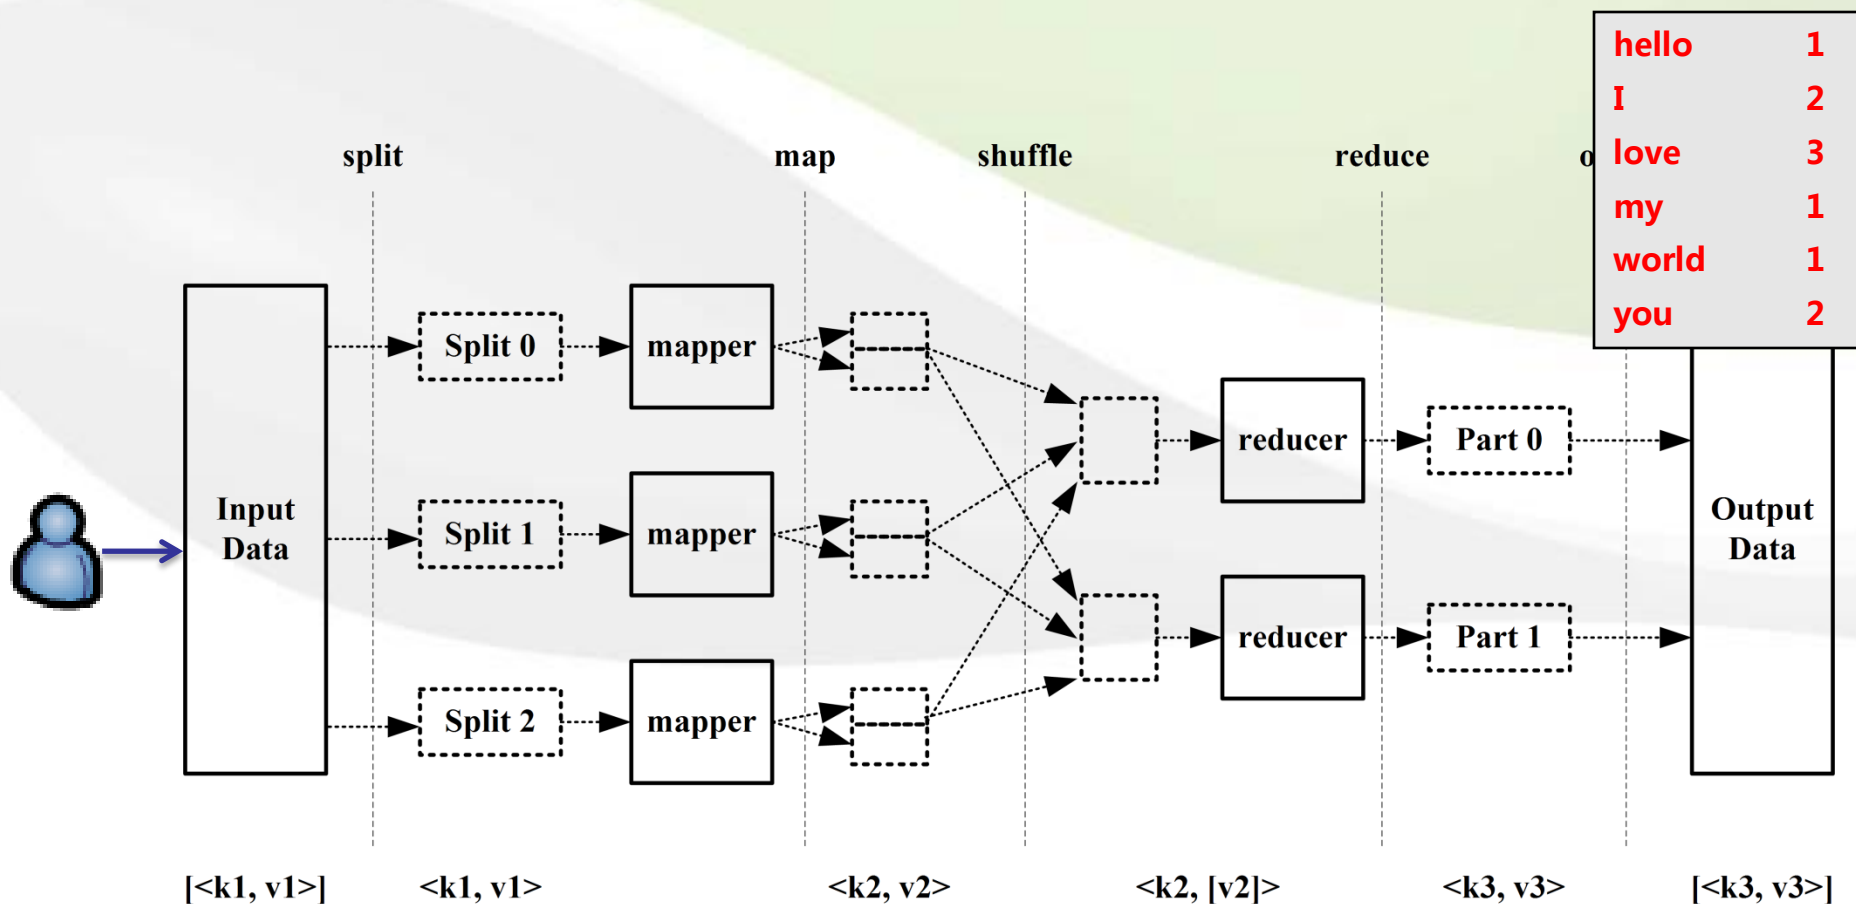 hello 1
I 2
love 3
my 1
world 1
you 2
split map shuffle reduce o
Input
Data
Split 0
mapper
Split 1
mapper
Split 2
mapper
reducer
Part 0
reducer
Part 1
Output
Data
[<k1, v1>] <k1, v1> <k2, v2> <k2, [v2]> <k3, v3> [<k3, v3>]